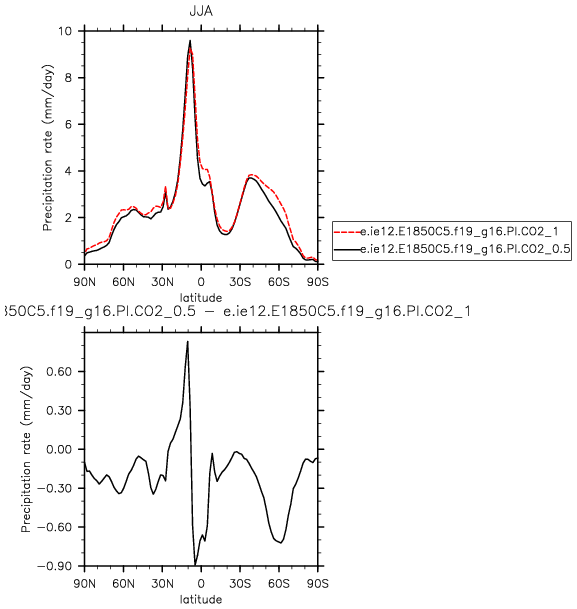 JJA
Precipitation rate (mm/day)
10
8
6
4
2
0
90N 60N 30N 0 30S 60S 90S
latitude
e.ie12.E1850C5.f19_g16.PI.CO2_1
e.ie12.E1850C5.f19_g16.PI.CO2_0.5
850C5.f19_g16.PI.CO2_0.5 - e.ie12.E1850C5.f19_g16.PI.CO2_1
Precipitation rate (mm/day)
0.60
0.30
0.00
-0.30
-0.60
-0.90
90N 60N 30N 0 30S 60S 90S
latitude